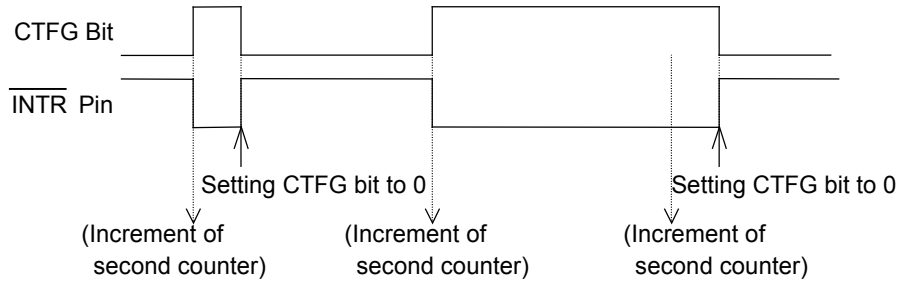 CTFG Bit
INTR Pin
Setting CTFG bit to 0
Setting CTFG bit to 0
(Increment of
second counter)
(Increment of
second counter)
(Increment of
second counter)